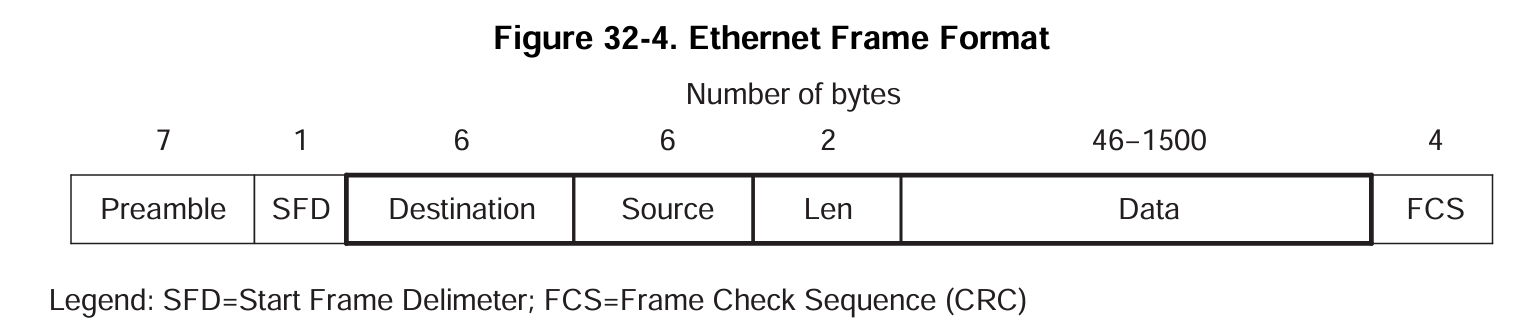 Figure 32-4. Ethernet Frame Format
Number of bytes
7 1 6 6 2 46–1500 4
Preamble SFD Destination Source Len Data FCS
Legend: SFD=Start Frame Delimeter; FCS=Frame Check Sequence (CRC)